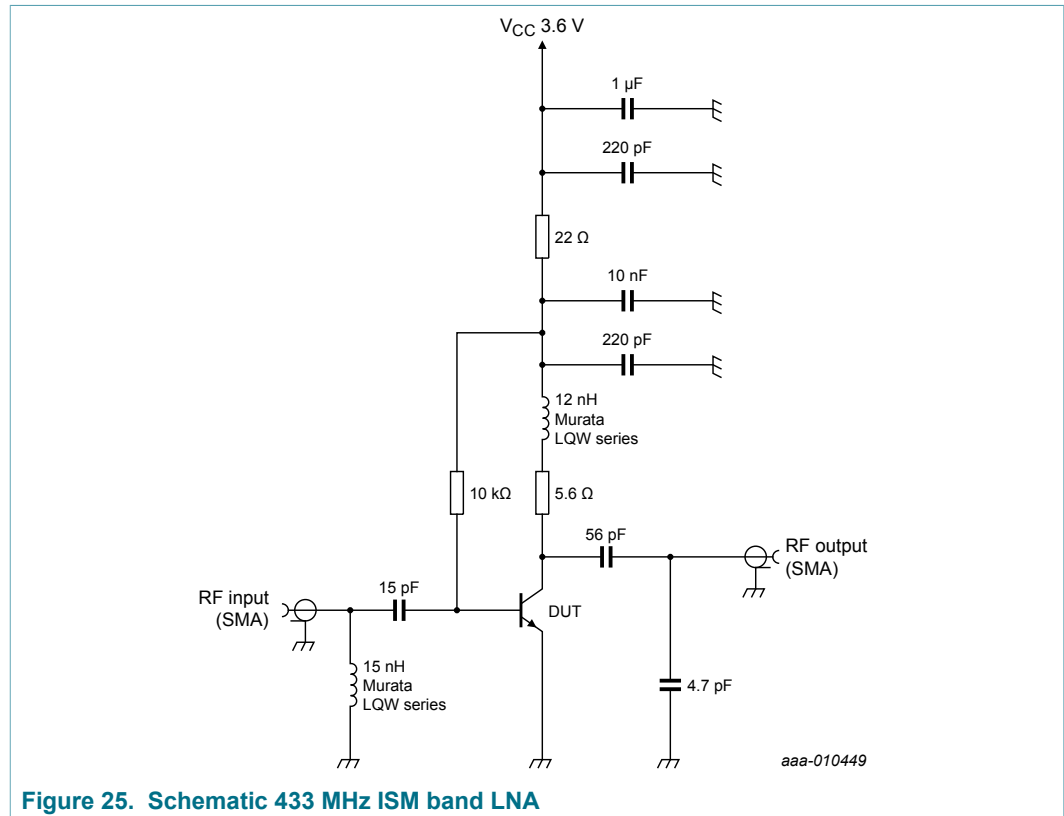 VCC 3.6 V
1 µF
220 pF
22 Ω
10 nF
220 pF
12 nH
Murata
LQW series
10 kΩ
5.6 Ω
56 pF
RF output
(SMA)
15 pF
RF input
(SMA)
DUT
15 nH
Murata
LQW series
4.7 pF
aaa-010449
Figure 25. Schematic 433 MHz ISM band LNA